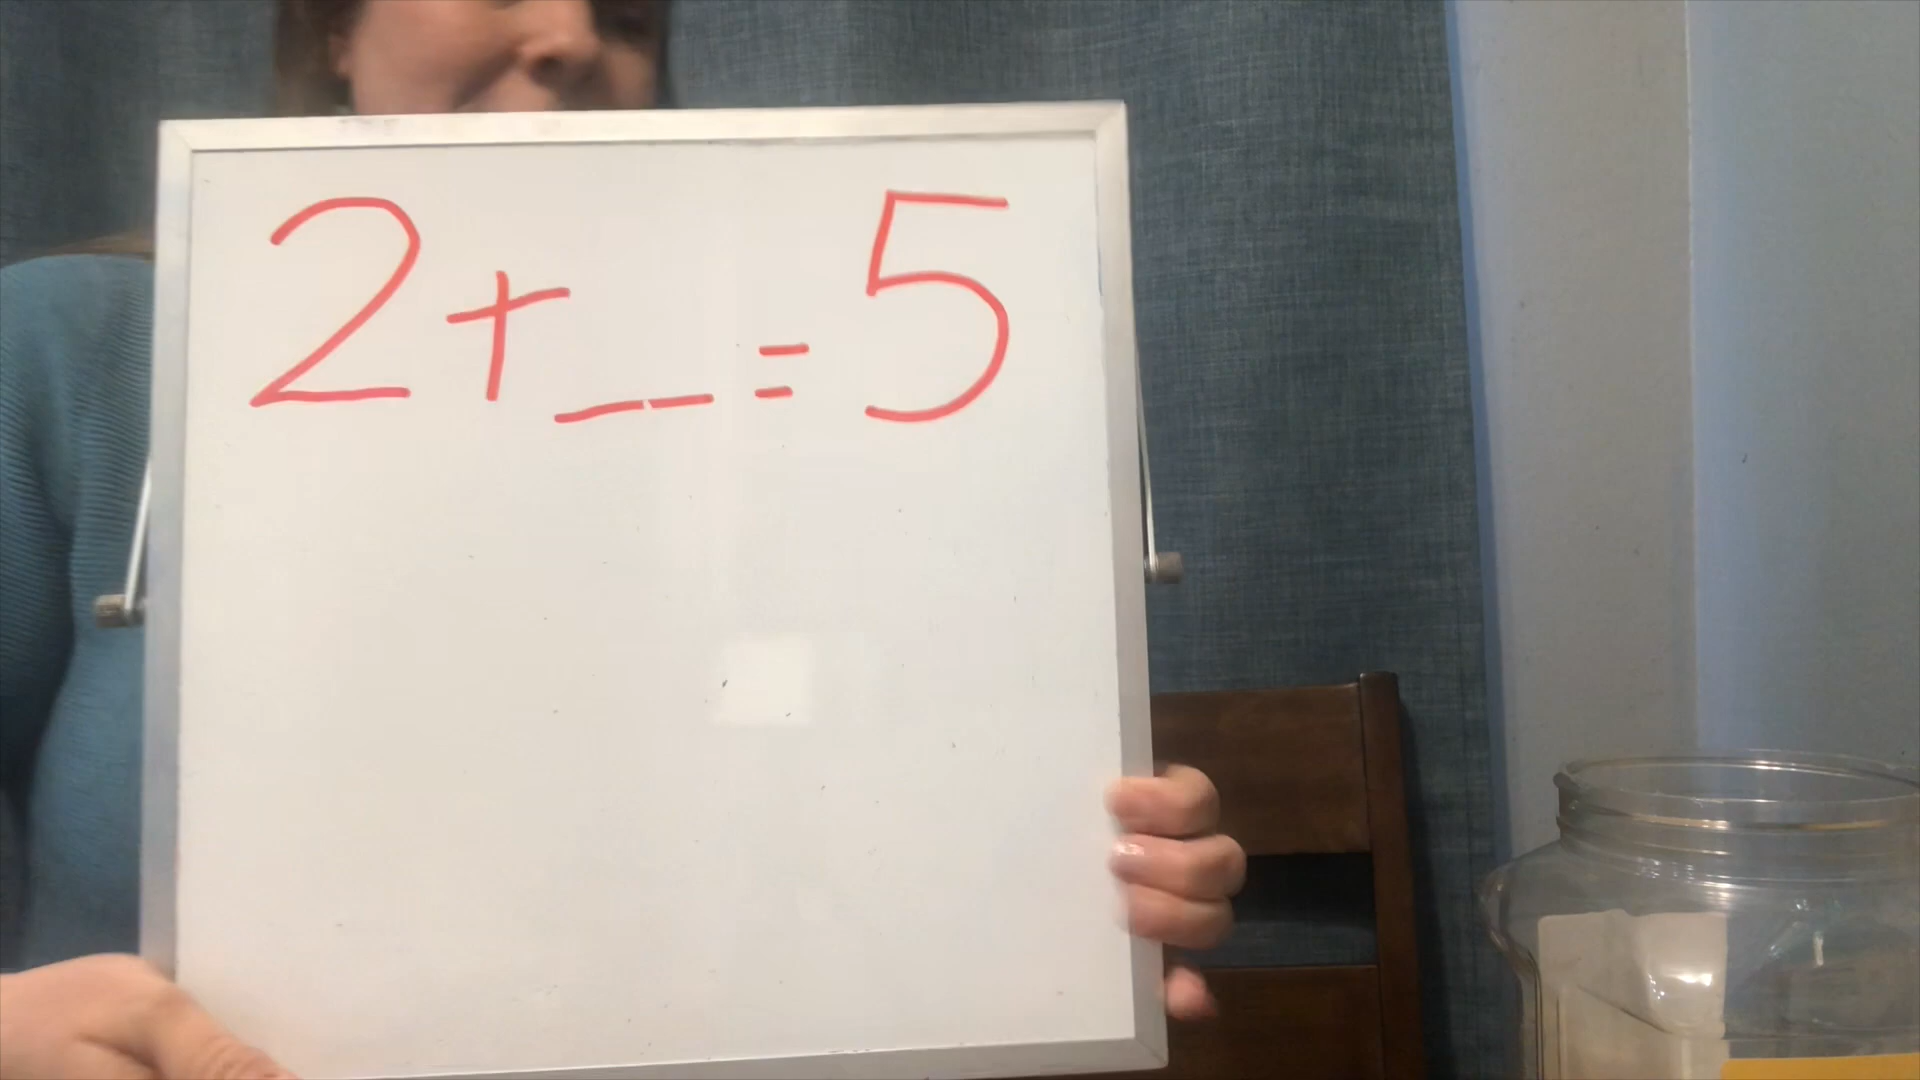 2 + __ = 5